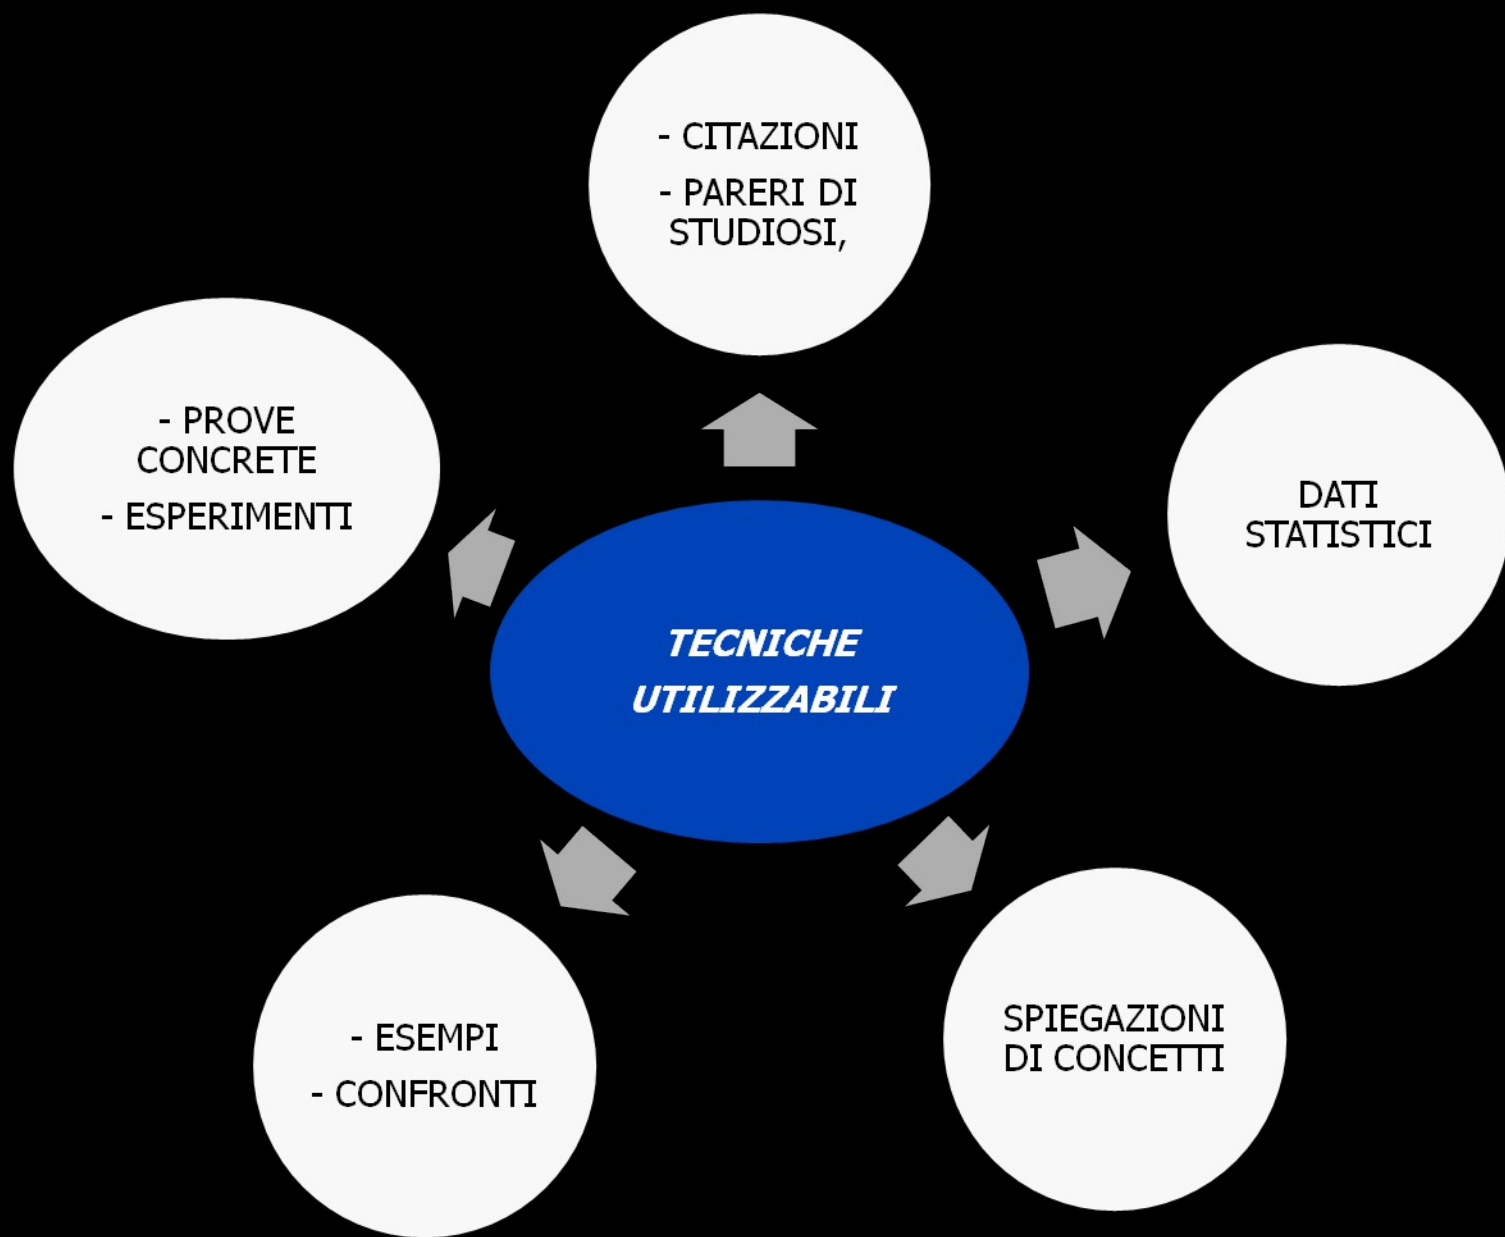 - CITAZIONI
- PARERI DI
STUDIOSI,
- PROVE
CONCRETE
- ESPERIMENTI
DATI
STATISTICI
TECNICHE
UTILIZZABILI
- ESEMPI
- CONFRONTI
SPIEGAZIONI
DI CONCETTI